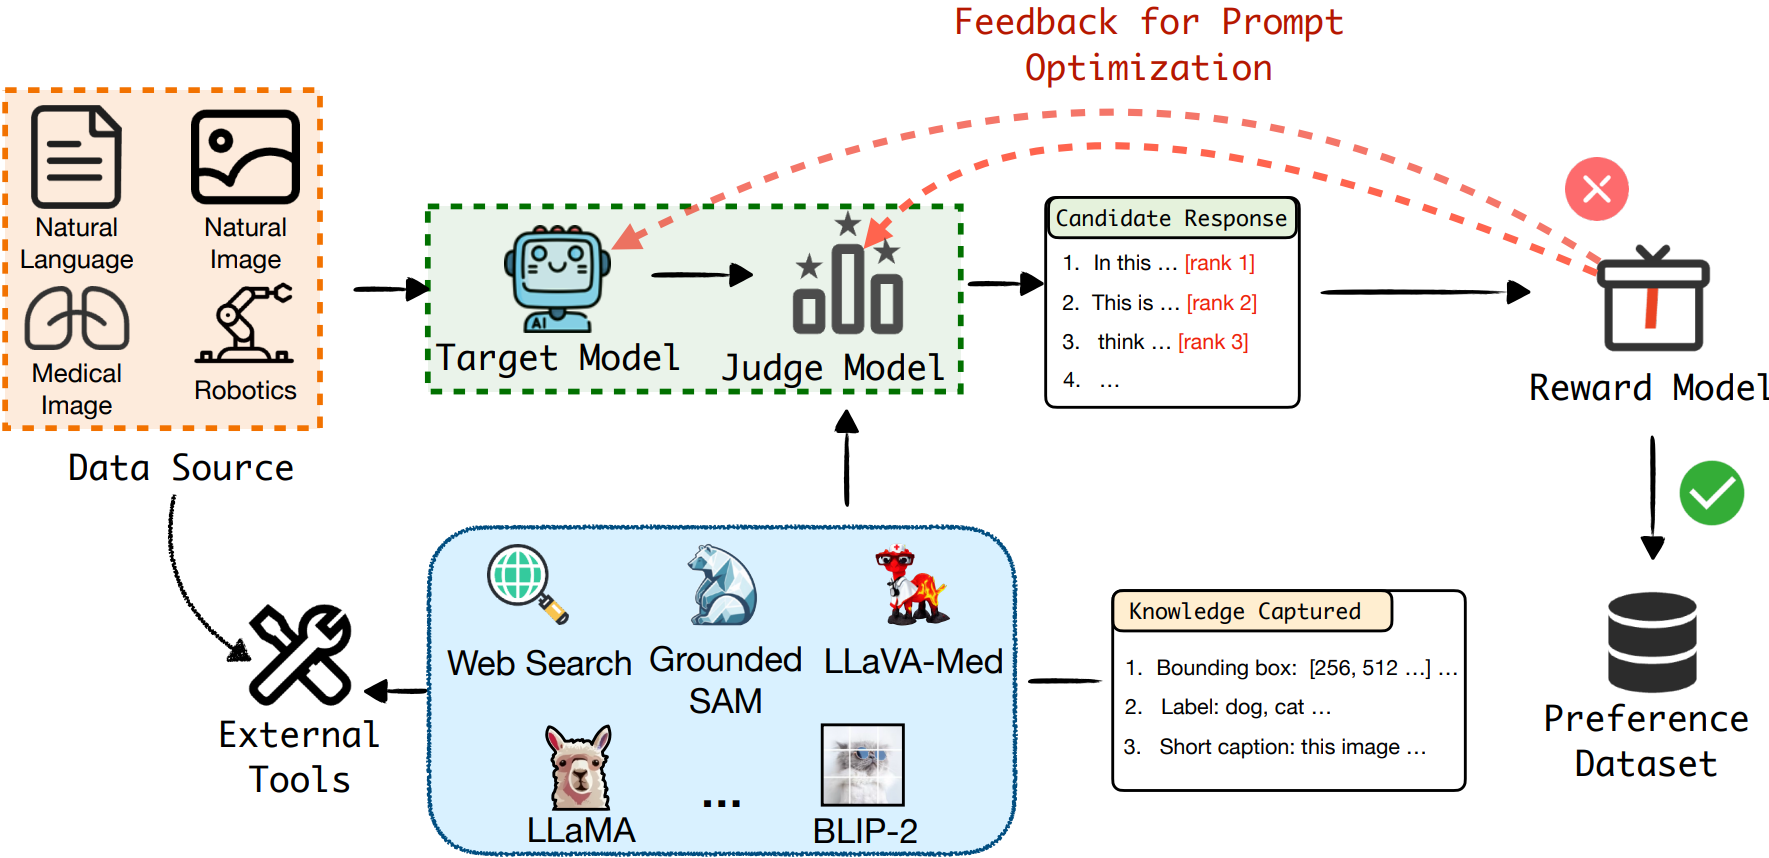 Feedback for Prompt
Optimization
Natural
Language
Natural
Image
Medical
Image
Robotics
Data Source
AI
Target Model
Judge Model
Candidate Response
1. In this ... [rank 1]
2. This is ... [rank 2]
3. think ... [rank 3]
4. ...
Reward Model
External
Tools
Web Search
Grounded
SAM
LLaVA-Med
LLaMA
...
BLIP-2
Knowledge Captured
1. Bounding box: [256, 512 ...] ...
2. Label: dog, cat ...
3. Short caption: this image ...
Preference
Dataset